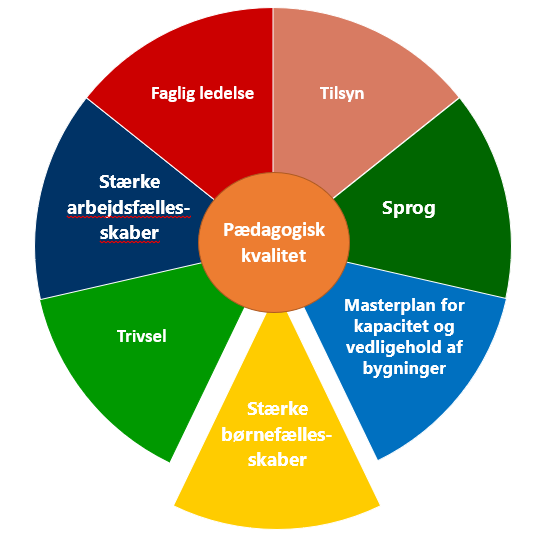 Faglig ledelse
Tilsyn
Stærke
arbejdsfælles-
skaber
Sprog
Pædagogisk
kvalitet
Trivsel
Masterplan for
kapacitet og
vedligehold af
bygninger
Stærke
børnefælles-
skaber